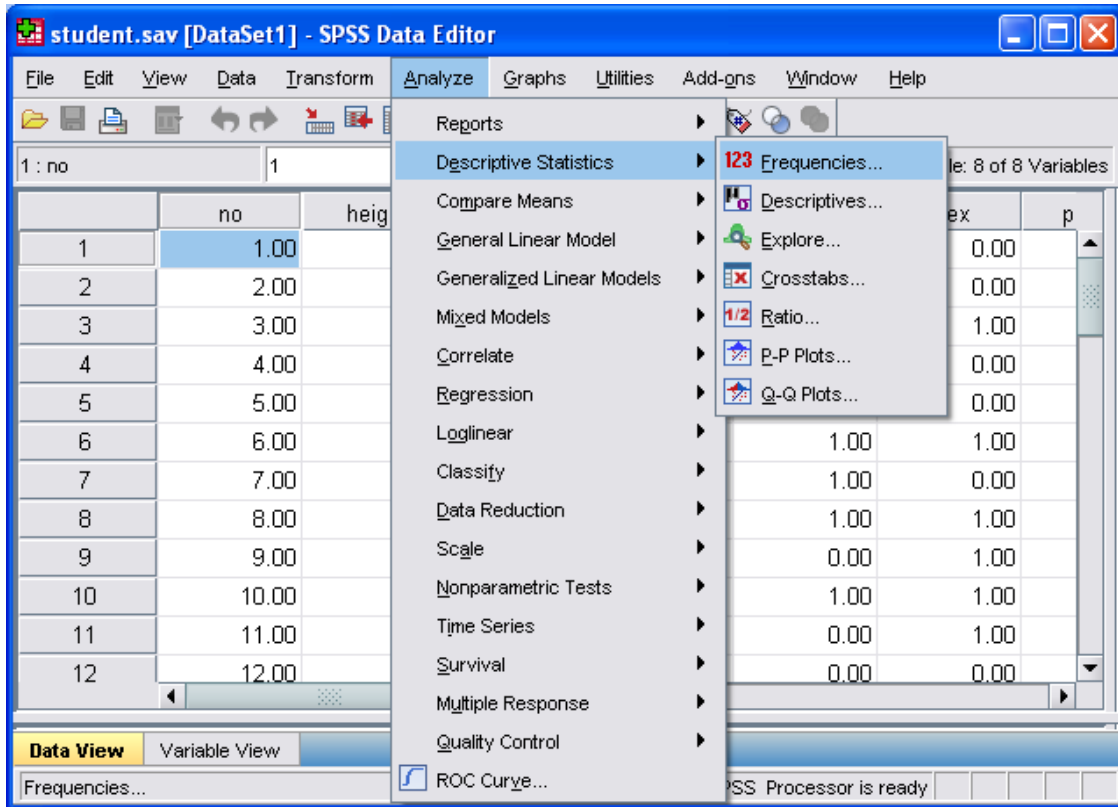 student.sav [DataSet1] - SPSS Data Editor
File Edit View Data Transform Analyze Graphs Utilities Add-ons Window Help
1 : no 1 le: 8 of 8 Variables
no heig ex p
1 1.00 0.00
2 2.00 0.00
3 3.00 1.00
4 4.00 0.00
5 5.00 0.00
6 6.00 1.00 1.00
7 7.00 1.00 0.00
8 8.00 1.00 1.00
9 9.00 0.00 1.00
10 10.00 1.00 1.00
11 11.00 0.00 1.00
12 12.00 0.00 0.00
Reports
Descriptive Statistics
Compare Means
General Linear Model
Generalized Linear Models
Mixed Models
Correlate
Regression
Loglinear
Classify
Data Reduction
Scale
Nonparametric Tests
Time Series
Survival
Multiple Response
Quality Control
ROC Curve...
123 Frequencies...
Descriptives...
Explore...
Crosstabs...
1/2 Ratio...
P-P Plots...
Q-Q Plots...
Data View Variable View
Frequencies... PSS Processor is ready